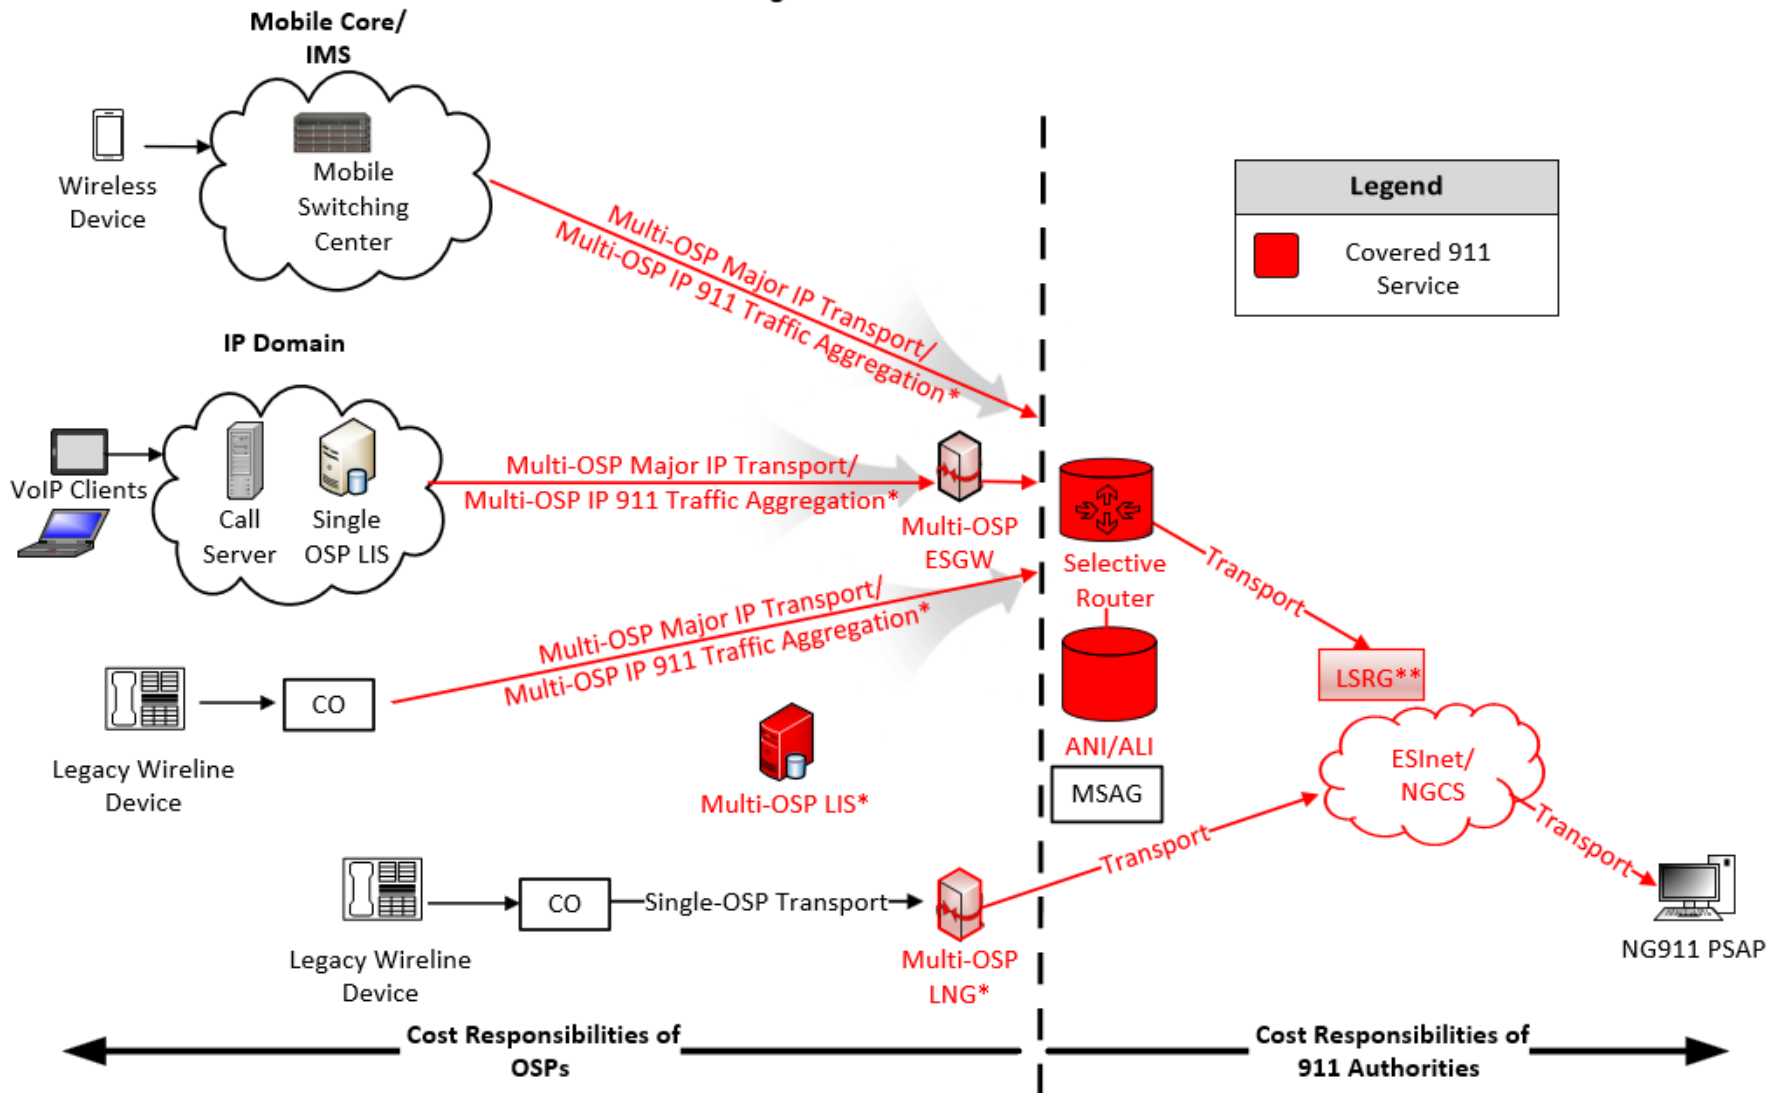 Mobile Core/
IMS
Mobile
Switching
Center
Wireless
Device
Multi-OSP Major IP Transport/
Multi-OSP IP 911 Traffic Aggregation*
Legend
Covered 911
Service
IP Domain
VoIP Clients
Call
Server
Single
OSP LIS
Multi-OSP Major IP Transport/
Multi-OSP IP 911 Traffic Aggregation*
Multi-OSP
ESGW
Selective
Router
Transport
Multi-OSP Major IP Transport/
Multi-OSP IP 911 Traffic Aggregation*
LSRG**
CO
Legacy Wireline
Device
Multi-OSP LIS*
ANI/ALI
MSAG
ESInet/
NGCS
Transport
Transport
CO
Single-OSP Transport
Legacy Wireline
Device
Multi-OSP
LNG*
NG911 PSAP
Cost Responsibilities of
OSPs
Cost Responsibilities of
911 Authorities